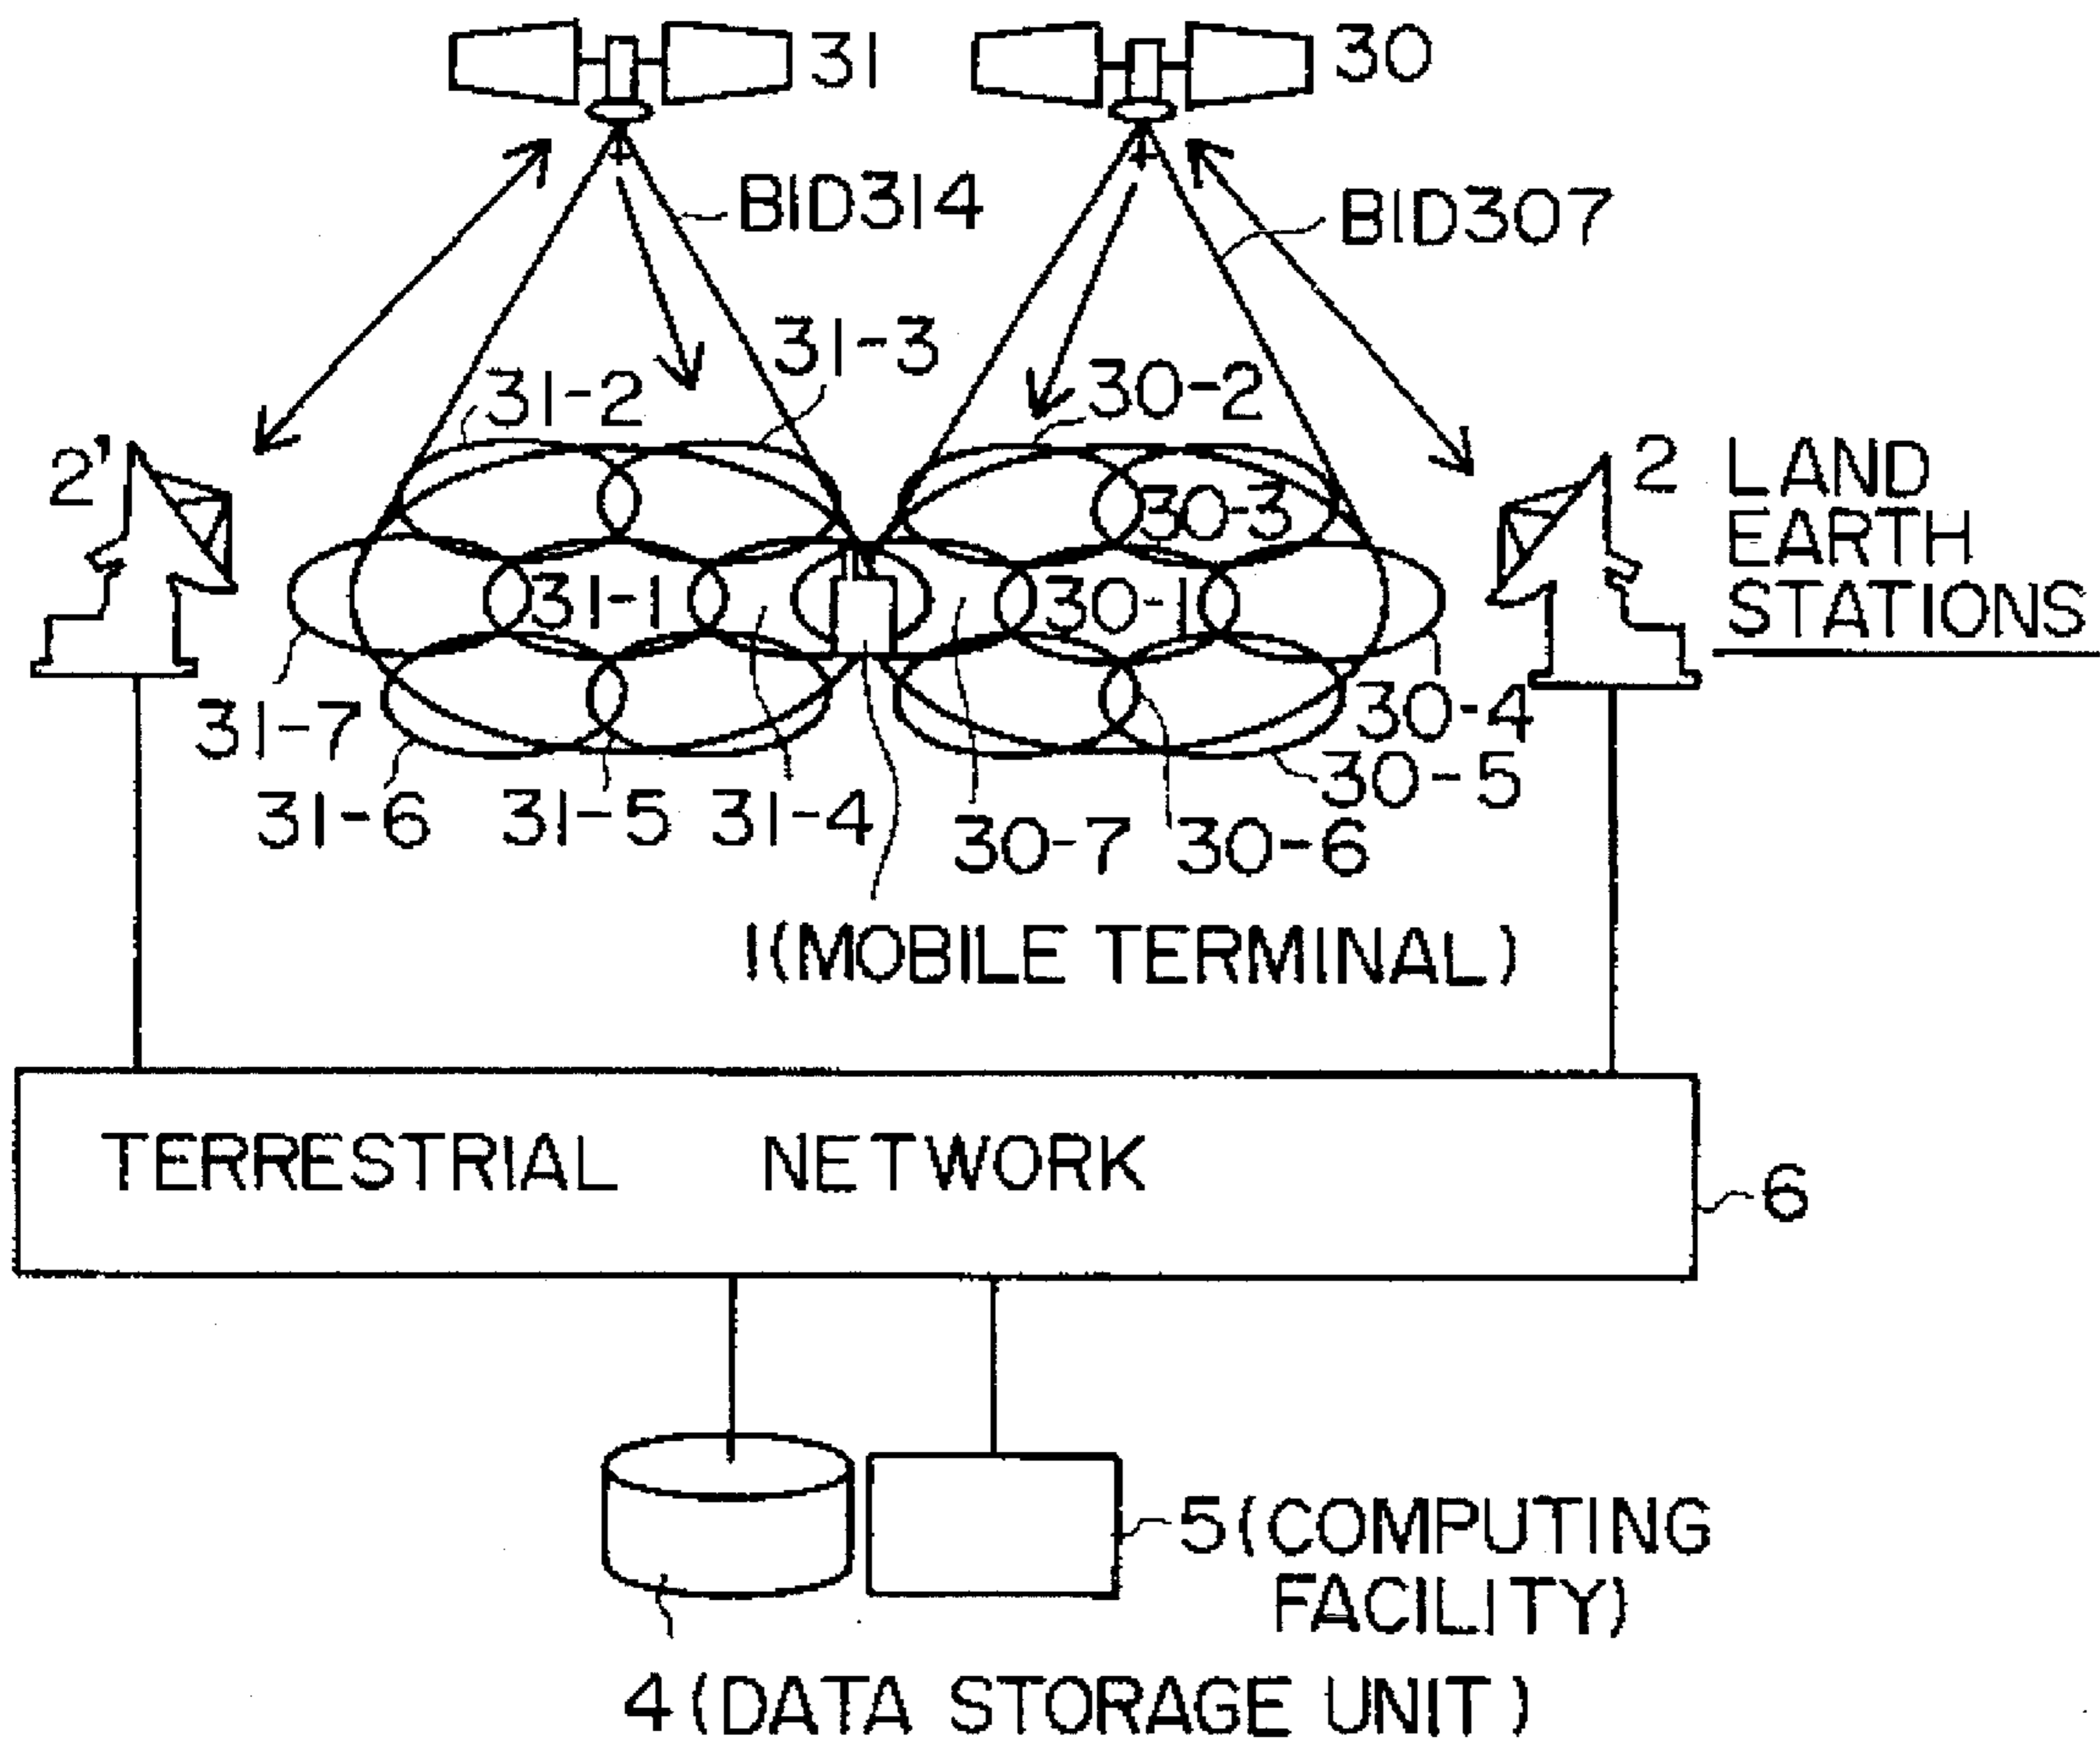 31
30
BID314
BID307
31-3
31-2
30-2
2'
2
LAND
EARTH
STATIONS
30-3
31-1
30-1
31-7
30-4
31-6
31-5
31-4
30-7
30-6
30-5
1(MOBILE TERMINAL)
TERRESTRIAL NETWORK
6
5(COMPUTING
FACILITY)
4(DATA STORAGE UNIT)